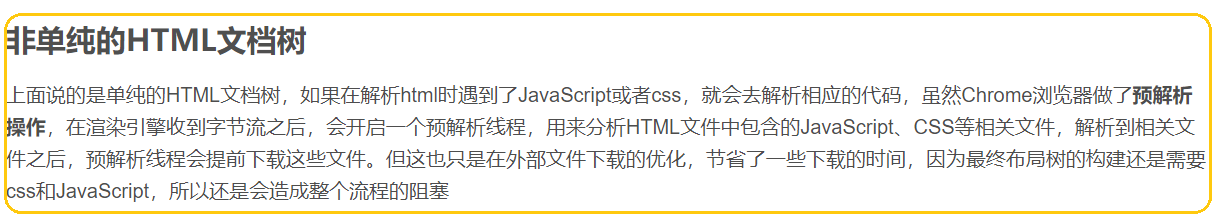 非单纯的HTML文档树
上面说的是单纯的HTML文档树，如果在解析html时遇到了JavaScript或者css，就会去解析相应的代码，虽然Chrome浏览器做了预解析
操作，在渲染引擎收到字节流之后，会开启一个预解析线程，用来分析HTML文件中包含的JavaScript、CSS等相关文件，解析到相关文
件之后，预解析线程会提前下载这些文件。但这也只是在外部文件下载的优化，节省了一些下载的时间，因为最终布局树的构建还是需要
css和JavaScript，所以还是会造成整个流程的阻塞